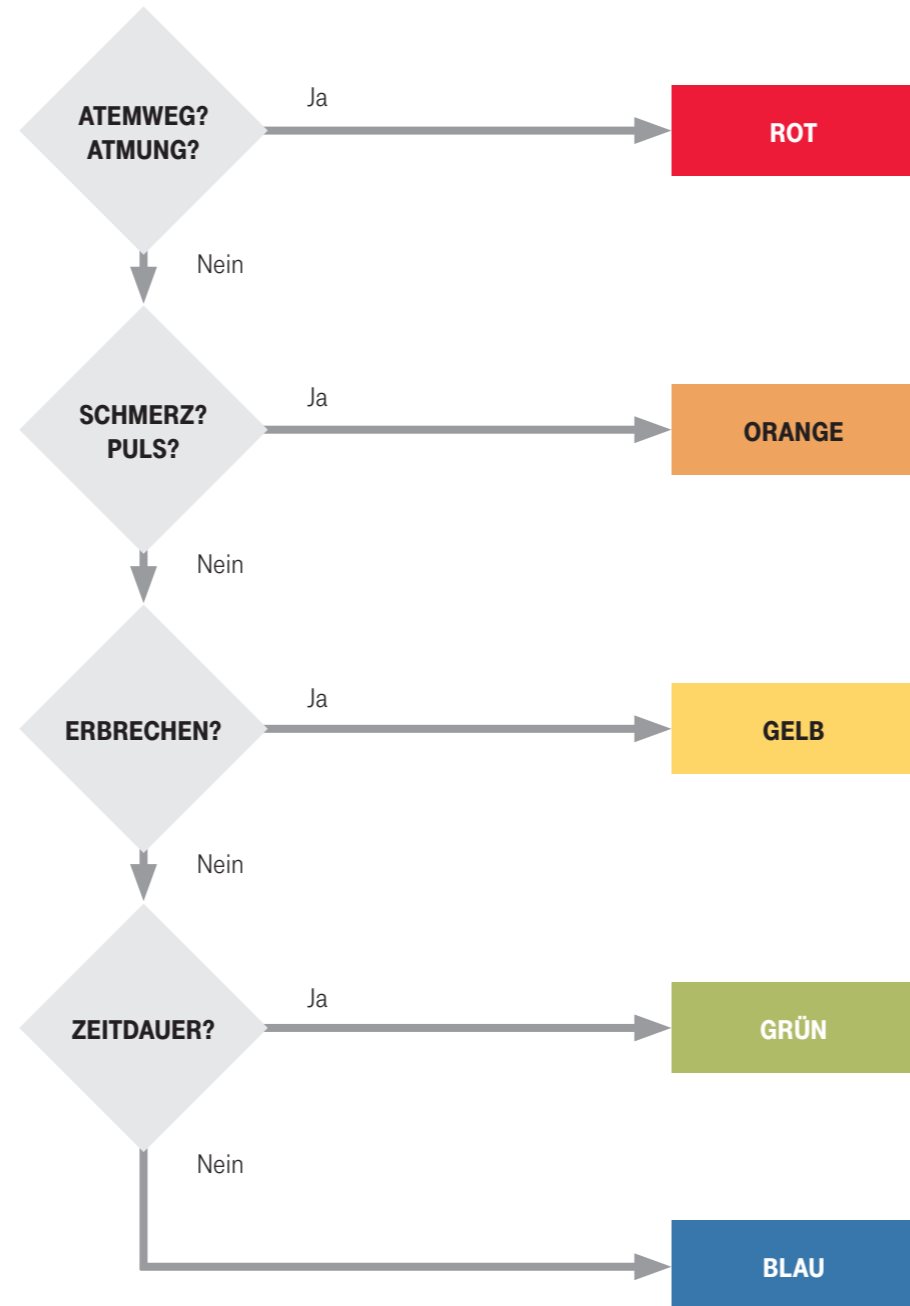 ATEMWEG?
ATMUNG?
Ja
ROT
Nein
SCHMERZ?
PULS?
Ja
ORANGE
Nein
ERBRECHEN?
Ja
GELB
Nein
ZEITDAUER?
Ja
GRÜN
Nein
BLAU